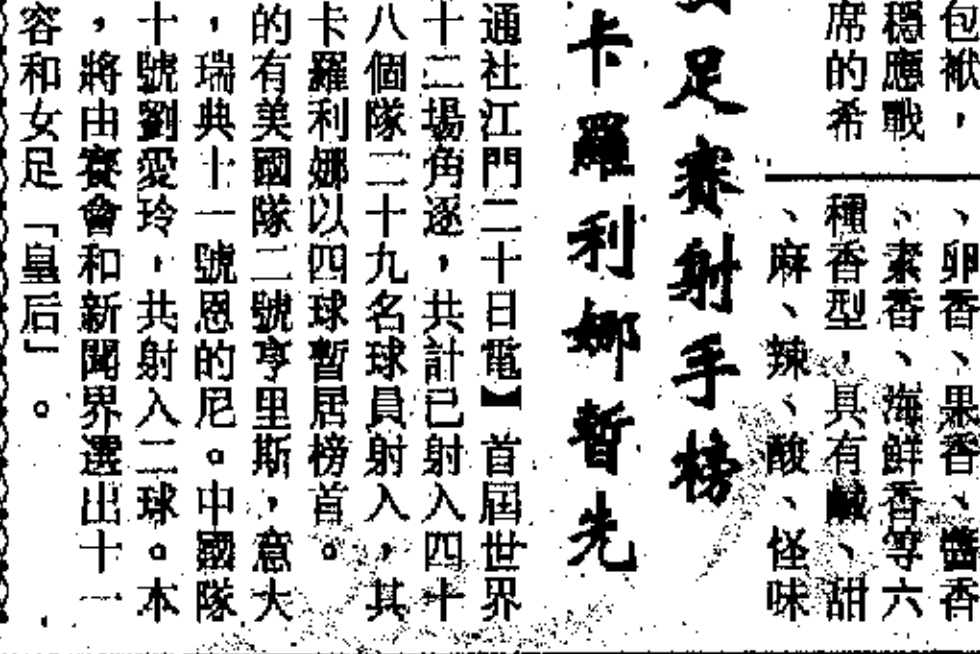 包袱，
穩應戰
席的希
、卵香、果香、醬香
、素香、海鮮香等六
種香型，具有鹹、甜
、麻、辣、酸、怪味
足賽射手榜
卡羅利娜暫先
通社江門二十日電】首屆世界
十二場角逐，共計已射入四十
八個隊二十九名球員射入，其
卡羅利娜以四球暫居榜首。
的有美國隊二號亨里斯，意大
，瑞典十一號恩的尼。中國隊
十號劉愛玲，共射入二球。本
，將由賽會和新聞界選出十一
容和女足「皇后」。